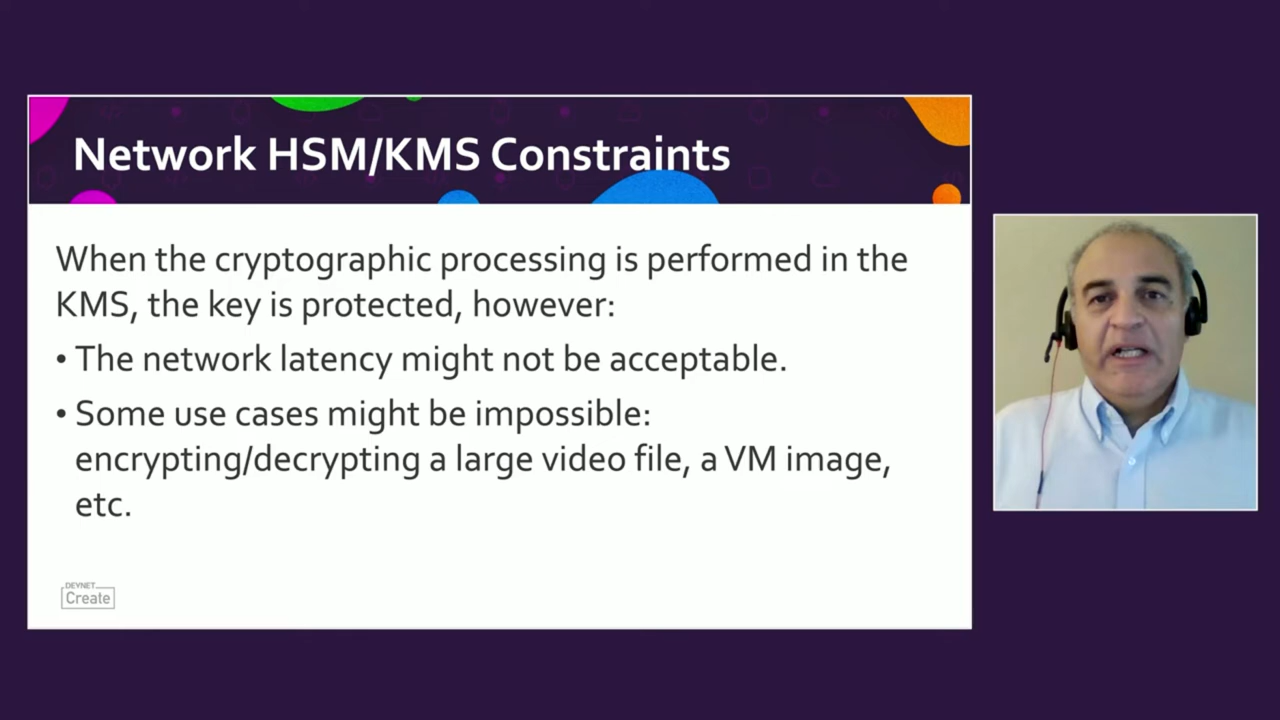 Network HSM/KMS Constraints
When the cryptographic processing is performed in the
KMS, the key is protected, however:
• The network latency might not be acceptable.
• Some use cases might be impossible:
encrypting/decrypting a large video file, a VM image,
etc.
DEVNET
Create